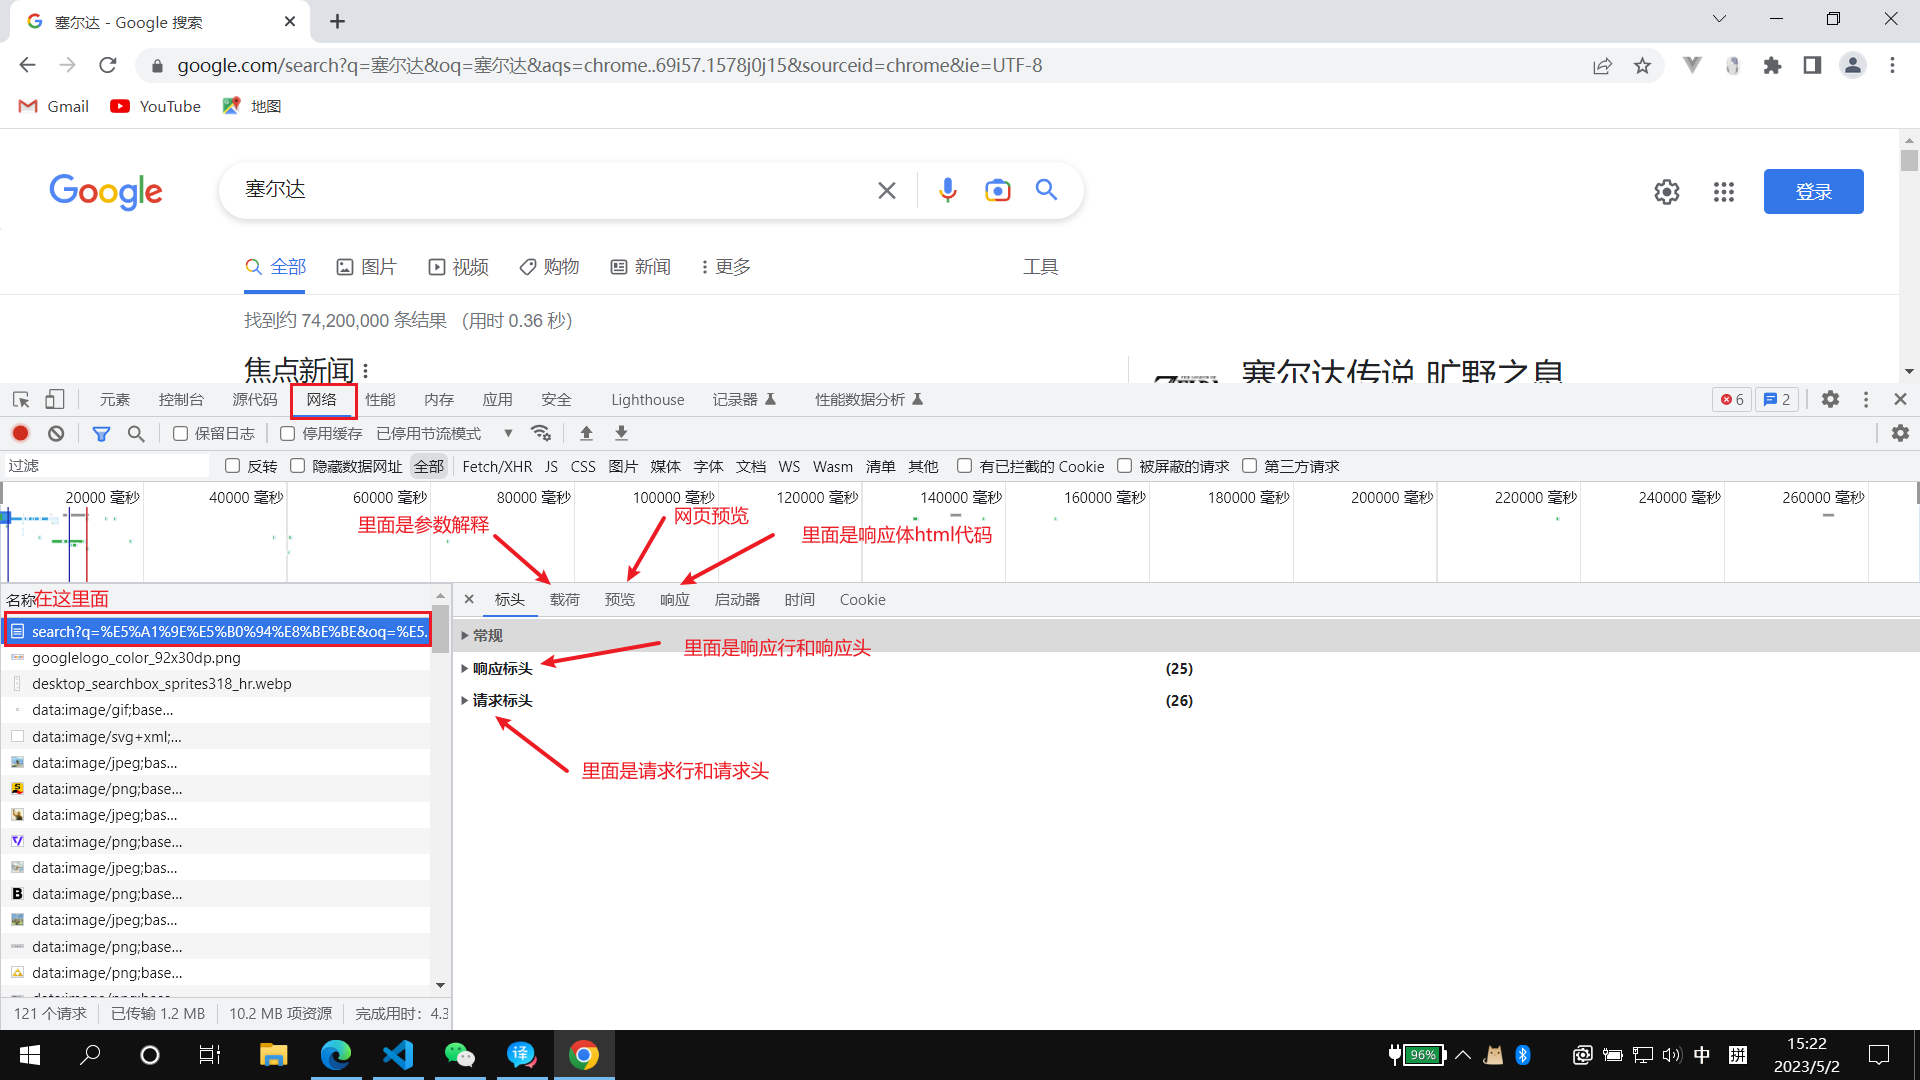 塞尔达 - Google 搜索
google.com/search?q=塞尔达&oq=塞尔达&aqs=chrome..69i57.1578j0j15&sourceid=chrome&ie=UTF-8
Gmail YouTube 地图
Google 塞尔达 登录
全部 图片 视频 购物 新闻 更多 工具
找到约 74,200,000 条结果 (用时 0.36 秒)
焦点新闻
塞尔达传说 旷野之息
元素 控制台 源代码 网络 性能 内存 应用 安全 Lighthouse 记录器 性能数据分析 6 2
保留日志 停用缓存 已停用节流模式
过滤 反转 隐藏数据网址 全部 Fetch/XHR JS CSS 图片 媒体 字体 文档 WS Wasm 清单 其他 有已拦截的 Cookie 被屏蔽的请求 第三方请求
20000 毫秒 40000 毫秒 60000 毫秒 80000 毫秒 100000 毫秒 120000 毫秒 140000 毫秒 160000 毫秒 180000 毫秒 200000 毫秒 220000 毫秒 240000 毫秒 260000 毫秒
里面是参数解释 网页预览 里面是响应体html代码
名称 在这里面
标头 载荷 预览 响应 启动器 时间 Cookie
search?q=%E5%A1%9E%E5%B0%94%E8%BE%BE&oq=%E5.
常规
里面是响应行和响应头
googlelogo_color_92x30dp.png
响应标头 (25)
desktop_searchbox_sprites318_hr.webp
请求标头 (26)
data:image/gif;base...
data:image/svg+xml;...
data:image/jpeg;bas...
里面是请求行和请求头
data:image/png;base...
data:image/jpeg;bas...
data:image/png;base...
data:image/jpeg;bas...
data:image/png;base...
data:image/jpeg;bas...
data:image/png;base...
data:image/png;base...
121 个请求 已传输 1.2 MB 10.2 MB 项资源 完成用时: 4.3
96% 中 拼 15:22
2023/5/2